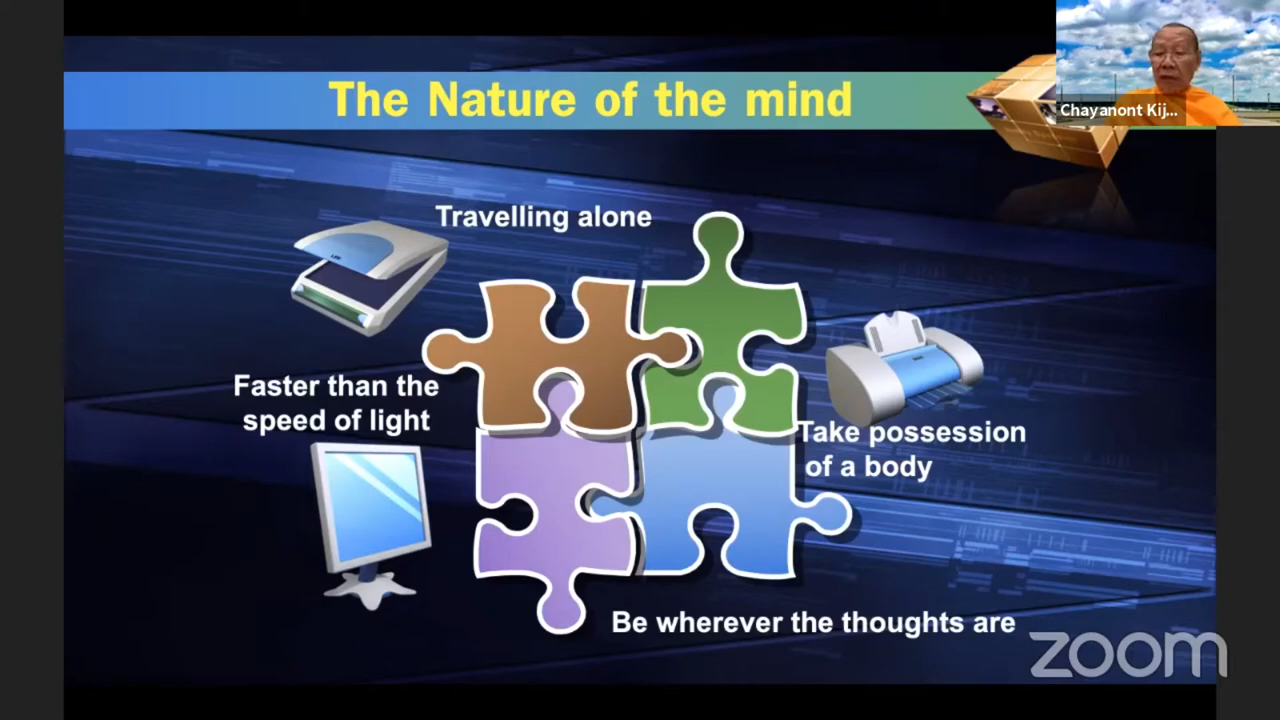 The Nature of the mind
Chayanont Kij...
Travelling alone
Faster than the
speed of light
Take possession
of a body
Be wherever the thoughts are
zoom